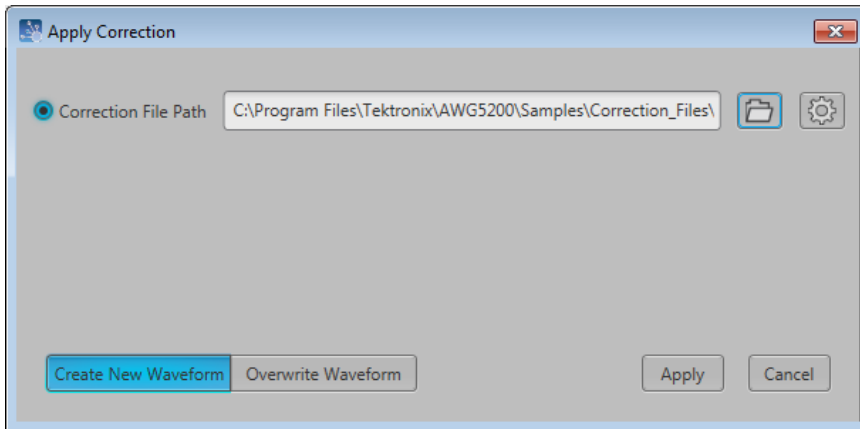 Apply Correction
Correction File Path C:\Program Files\Tektronix\AWG5200\Samples\Correction_Files\
Create New Waveform Overwrite Waveform Apply Cancel